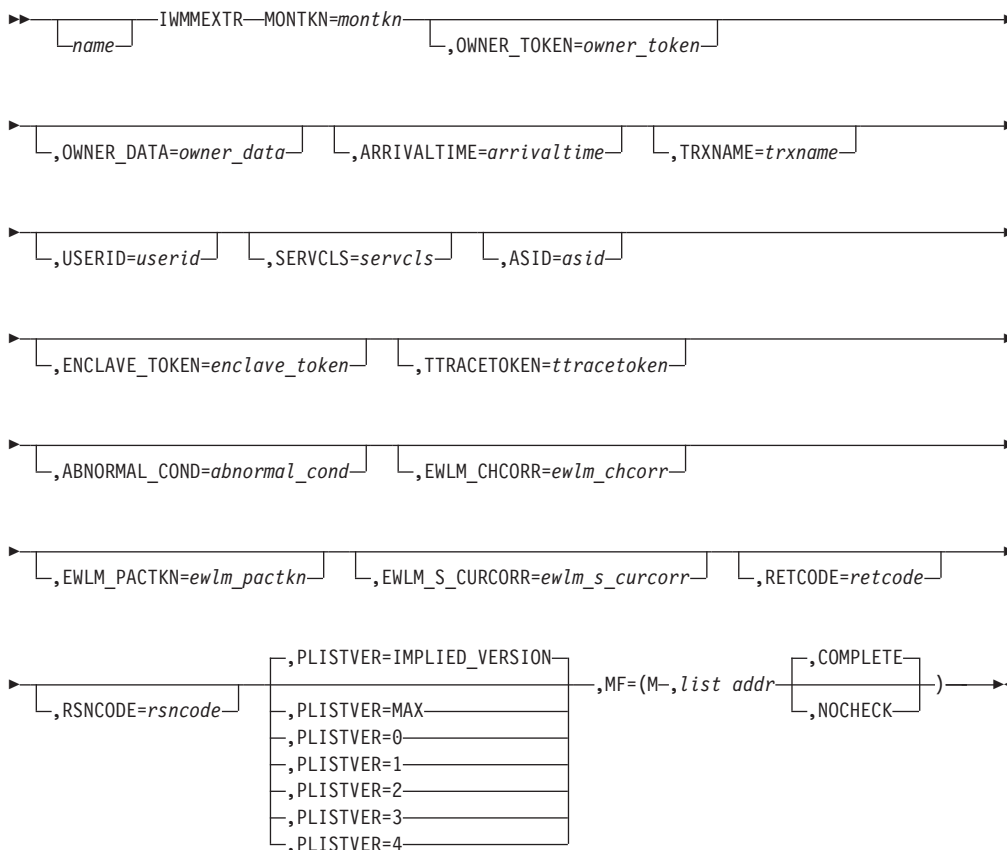 IWMMEXTR MONTKN=montkn
name ,OWNER_TOKEN=owner_token
,OWNER_DATA=owner_data ,ARRIVALTIME=arrivaltime ,TRXNAME=trxname
,USERID=userid ,SERVCLS=servcls ,ASID=asid
,ENCLAVE_TOKEN=enclave_token ,TTRACETOKEN=ttracetoken
,ABNORMAL_COND=abnormal_cond ,EWLM_CHCORR=ewlm_chcorr
,EWLM_PACTKN=ewlm_pactkn ,EWLM_S_CURCORR=ewlm_s_curcorr ,RETCODE=retcode
,PLISTVER=IMPLIED_VERSION ,COMPLETE
,MF=(M ,list addr )
,RSNCODE=rsncode ,PLISTVER=MAX ,NOCHECK
,PLISTVER=0
,PLISTVER=1
,PLISTVER=2
,PLISTVER=3
,PLISTVER=4